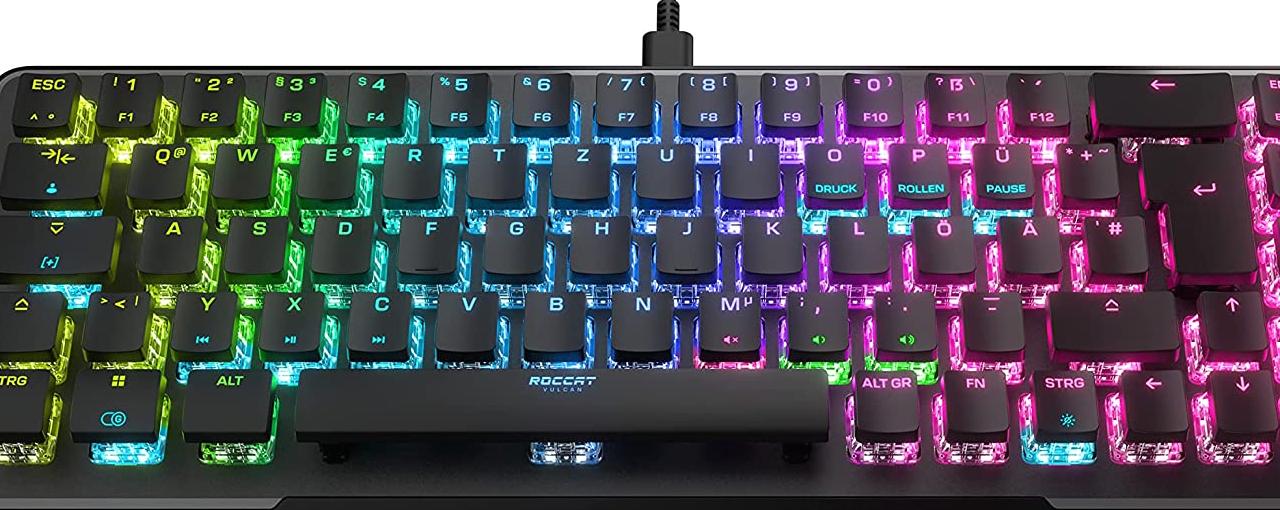 ESC ! 1 " 2 ² § 3 ³ $ 4 % 5 & 6 / 7 { ( 8 [ ) 9 ] = 0 } ? ß \ ` ´ ←
^ ° F1 F2 F3 F4 F5 F6 F7 F8 F9 F10 F11 F12
Q @ W E € R T Z U I O P Ü * + ~ ↵
DRUCK ROLLEN PAUSE
A S D F G H J K L Ö Ä ' #
[+]
> < | Y X C V B N M µ ; , : . _ - ↑
TRG ALT ROCCAT ALT GR FN STRG ← ↓
VULCAN
G